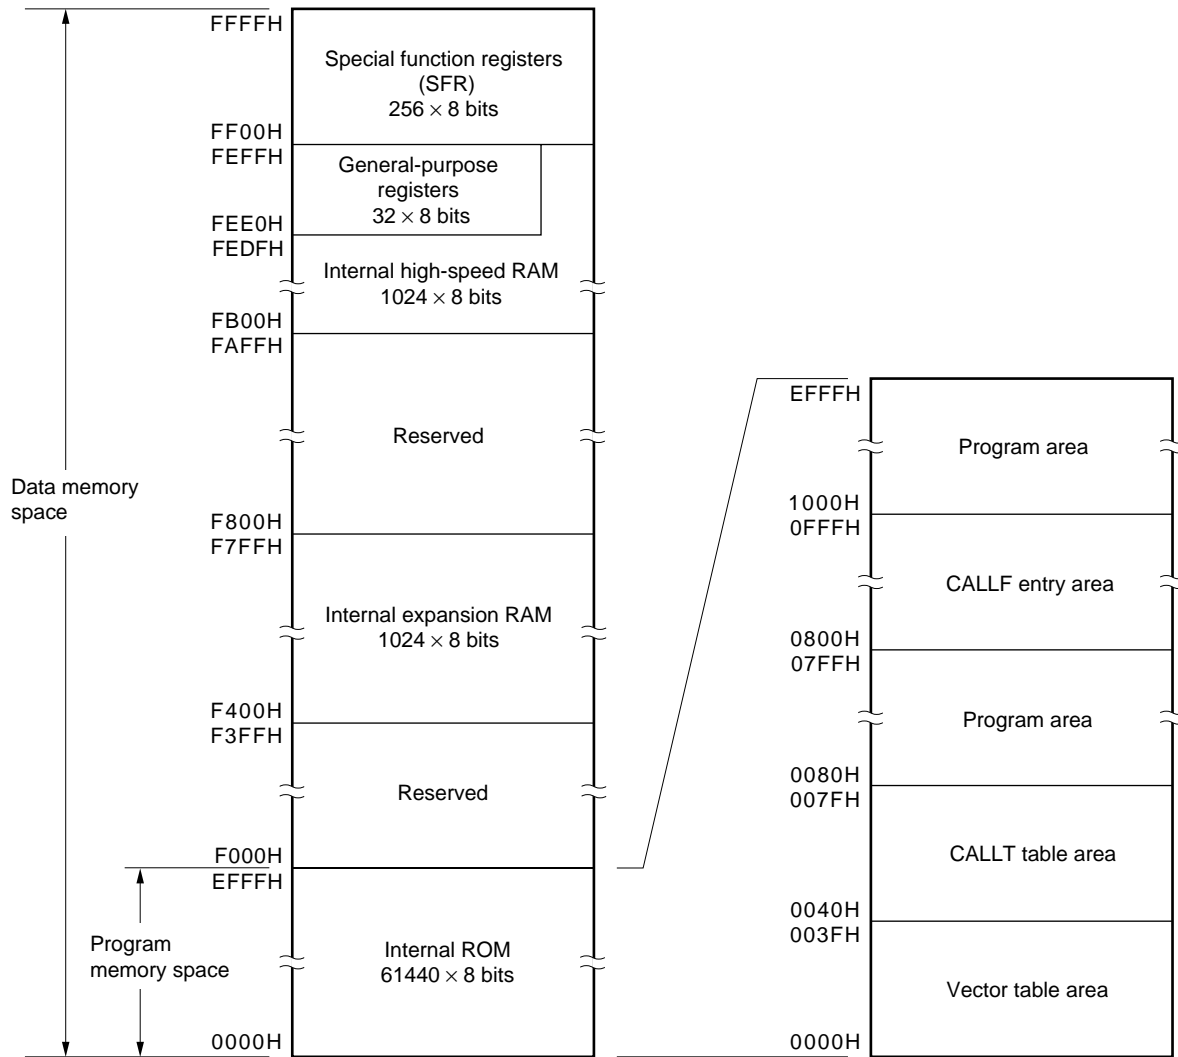 FFFFH
Special function registers
(SFR)
256 × 8 bits
FF00H
FEFFH
General-purpose
registers
32 × 8 bits
FEE0H
FEDFH
Internal high-speed RAM
1024 × 8 bits
FB00H
FAFFH
Reserved
Data memory
space
F800H
F7FFH
Internal expansion RAM
1024 × 8 bits
F400H
F3FFH
Reserved
F000H
EFFFH
Program
memory space
Internal ROM
61440 × 8 bits
0000H
EFFFH
Program area
1000H
0FFFH
CALLF entry area
0800H
07FFH
Program area
0080H
007FH
CALLT table area
0040H
003FH
Vector table area
0000H